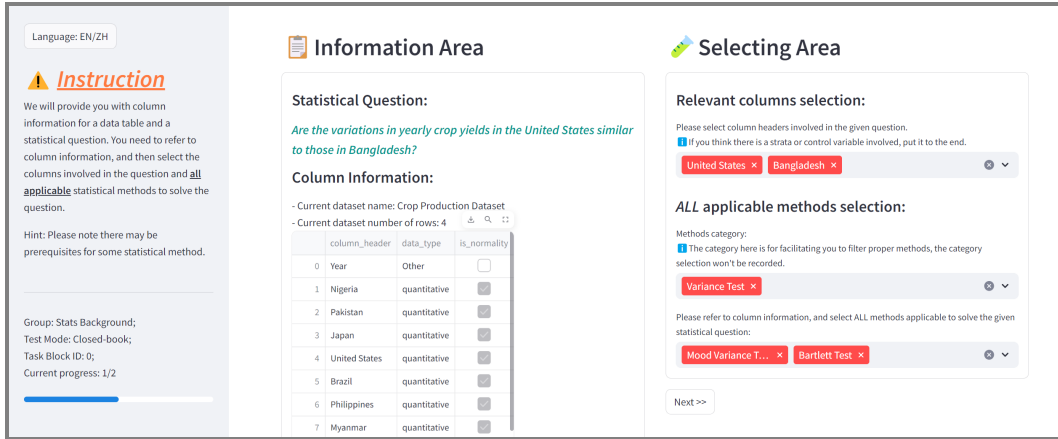 Language: EN/ZH
Instruction
We will provide you with column
information for a data table and a
statistical question. You need to refer to
column information, and then select the
columns involved in the question and all
applicable statistical methods to solve the
question.
Hint: Please note there may be
prerequisites for some statistical method.
Group: Stats Background;
Test Mode: Closed-book;
Task Block ID: 0;
Current progress: 1/2
Information Area
Statistical Question:
Are the variations in yearly crop yields in the United States similar
to those in Bangladesh?
Column Information:
- Current dataset name: Crop Production Dataset
- Current dataset number of rows: 4
column_header data_type is_normality
0 Year Other
1 Nigeria quantitative
2 Pakistan quantitative
3 Japan quantitative
4 United States quantitative
5 Brazil quantitative
6 Philippines quantitative
7 Myanmar quantitative
Selecting Area
Relevant columns selection:
Please select column headers involved in the given question.
If you think there is a strata or control variable involved, put it to the end.
United States × Bangladesh ×
ALL applicable methods selection:
Methods category:
The category here is for facilitating you to filter proper methods, the category
selection won't be recorded.
Variance Test ×
Please refer to column information, and select ALL methods applicable to solve the given
statistical question:
Mood Variance T... × Bartlett Test ×
Next >>